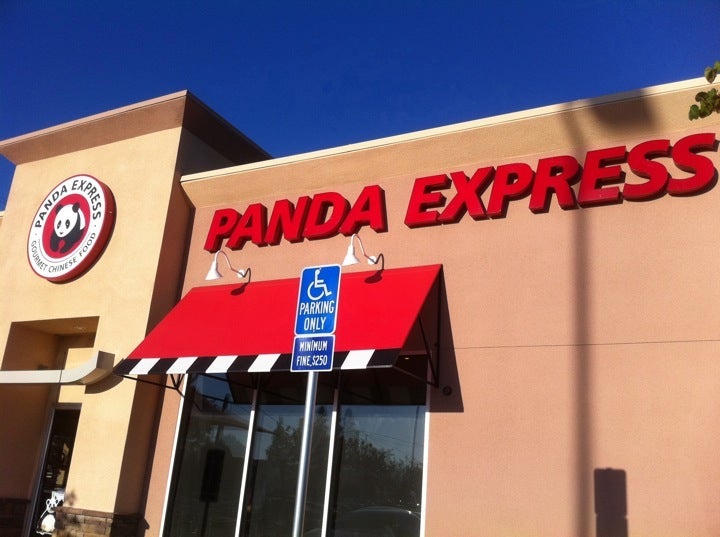 PANDA EXPRESS
GOURMET CHINESE FOOD
PANDA EXPRESS
PARKING
ONLY
MINIMUM
FINE $250